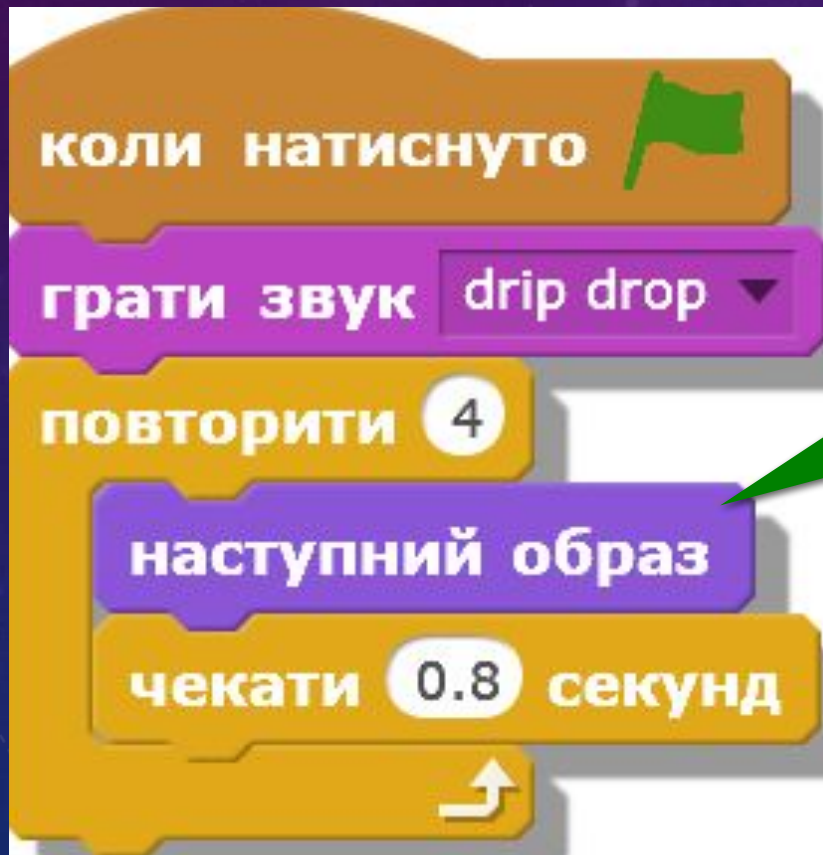 коли натиснуто
грати звук drip drop
повторити 4
наступний образ
чекати 0.8 секунд